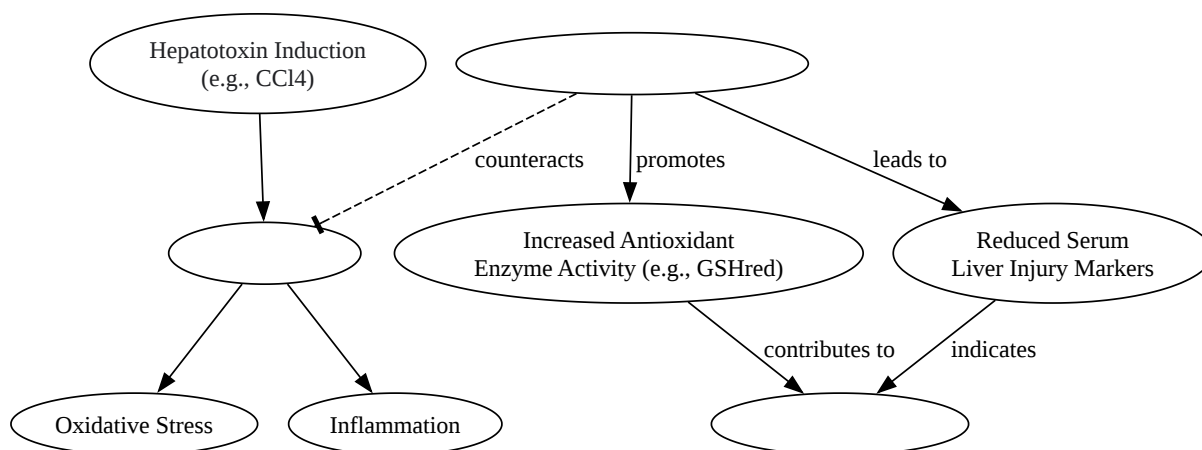 Hepatotoxin Induction
(e.g., CCl4)
counteracts
promotes
leads to
Increased Antioxidant
Enzyme Activity (e.g., GSHred)
Reduced Serum
Liver Injury Markers
contributes to
indicates
Oxidative Stress
Inflammation